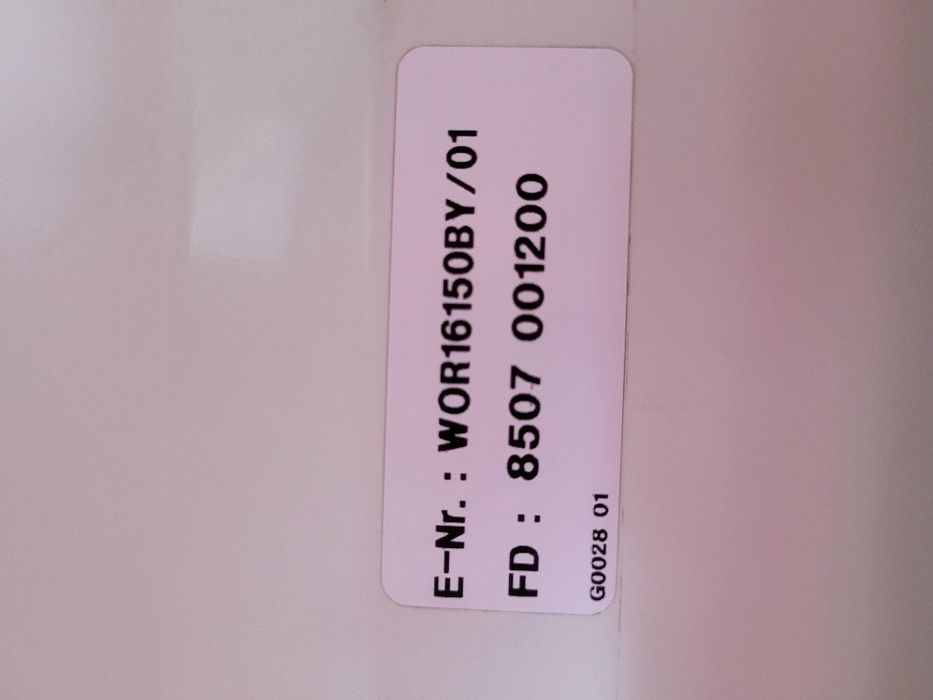 E-Nr. : WOR16150BY/01
FD : 8507 001200
G0028 01